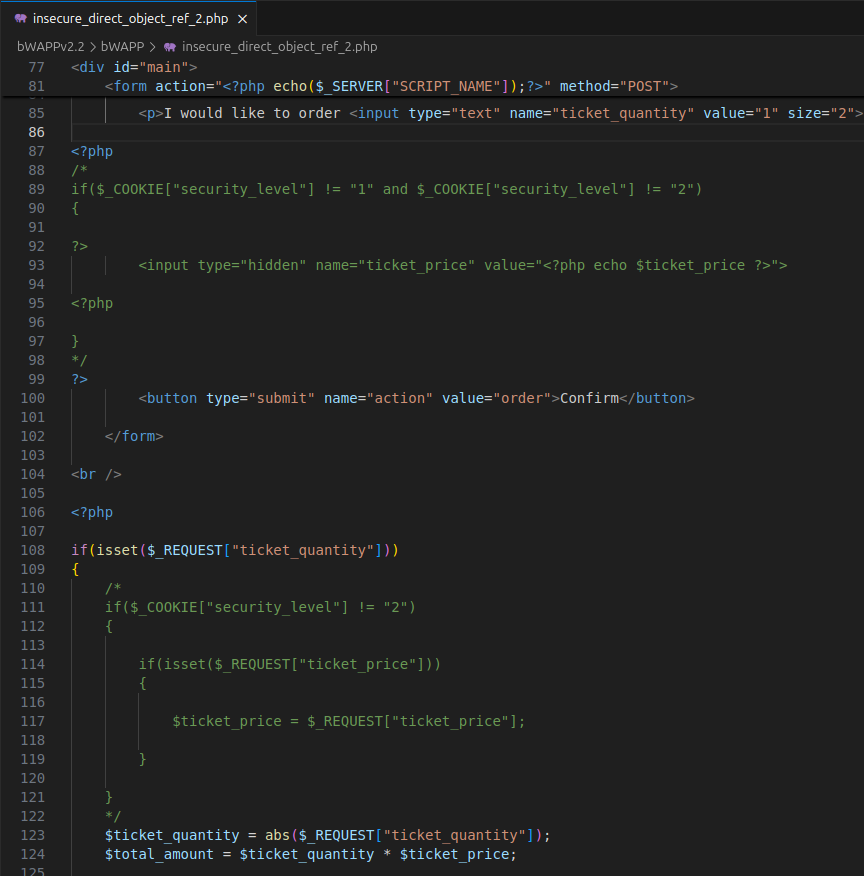 insecure_direct_object_ref_2.php ×
bWAPPv2.2 > bWAPP > insecure_direct_object_ref_2.php
77 <div id="main">
81 <form action="<?php echo($_SERVER["SCRIPT_NAME"]);?>" method="POST">
85 <p>I would like to order <input type="text" name="ticket_quantity" value="1" size="2">
86
87 <?php
88 /*
89 if($_COOKIE["security_level"] != "1" and $_COOKIE["security_level"] != "2")
90 {
91
92 ?>
93 <input type="hidden" name="ticket_price" value="<?php echo $ticket_price ?>">
94
95 <?php
96
97 }
98 */
99 ?>
100 <button type="submit" name="action" value="order">Confirm</button>
101
102 </form>
103
104 <br />
105
106 <?php
107
108 if(isset($_REQUEST["ticket_quantity"]))
109 {
110 /*
111 if($_COOKIE["security_level"] != "2")
112 {
113
114 if(isset($_REQUEST["ticket_price"]))
115 {
116
117 $ticket_price = $_REQUEST["ticket_price"];
118
119 }
120
121 }
122 */
123 $ticket_quantity = abs($_REQUEST["ticket_quantity"]);
124 $total_amount = $ticket_quantity * $ticket_price;
125